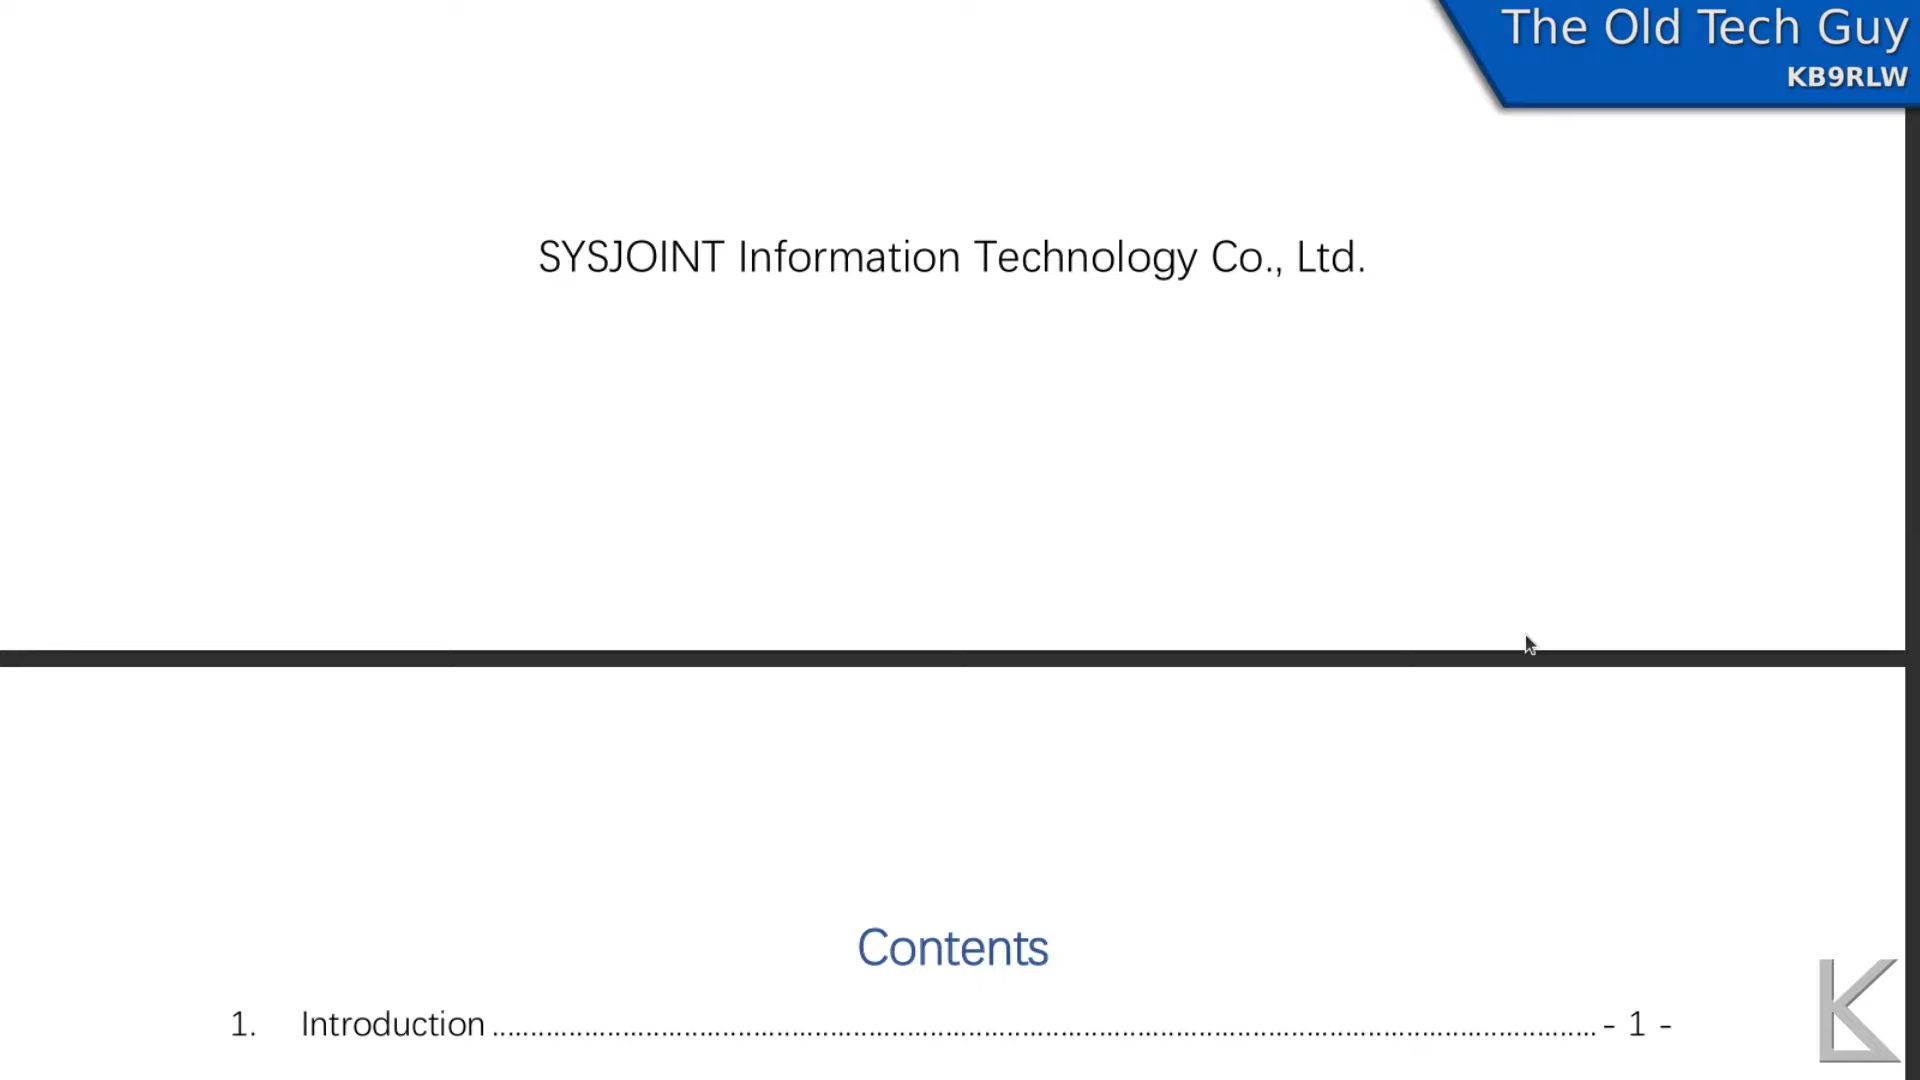 The Old Tech Guy
KB9RLW
SYSJOINT Information Technology Co., Ltd.
Contents
1. Introduction - 1 -
K